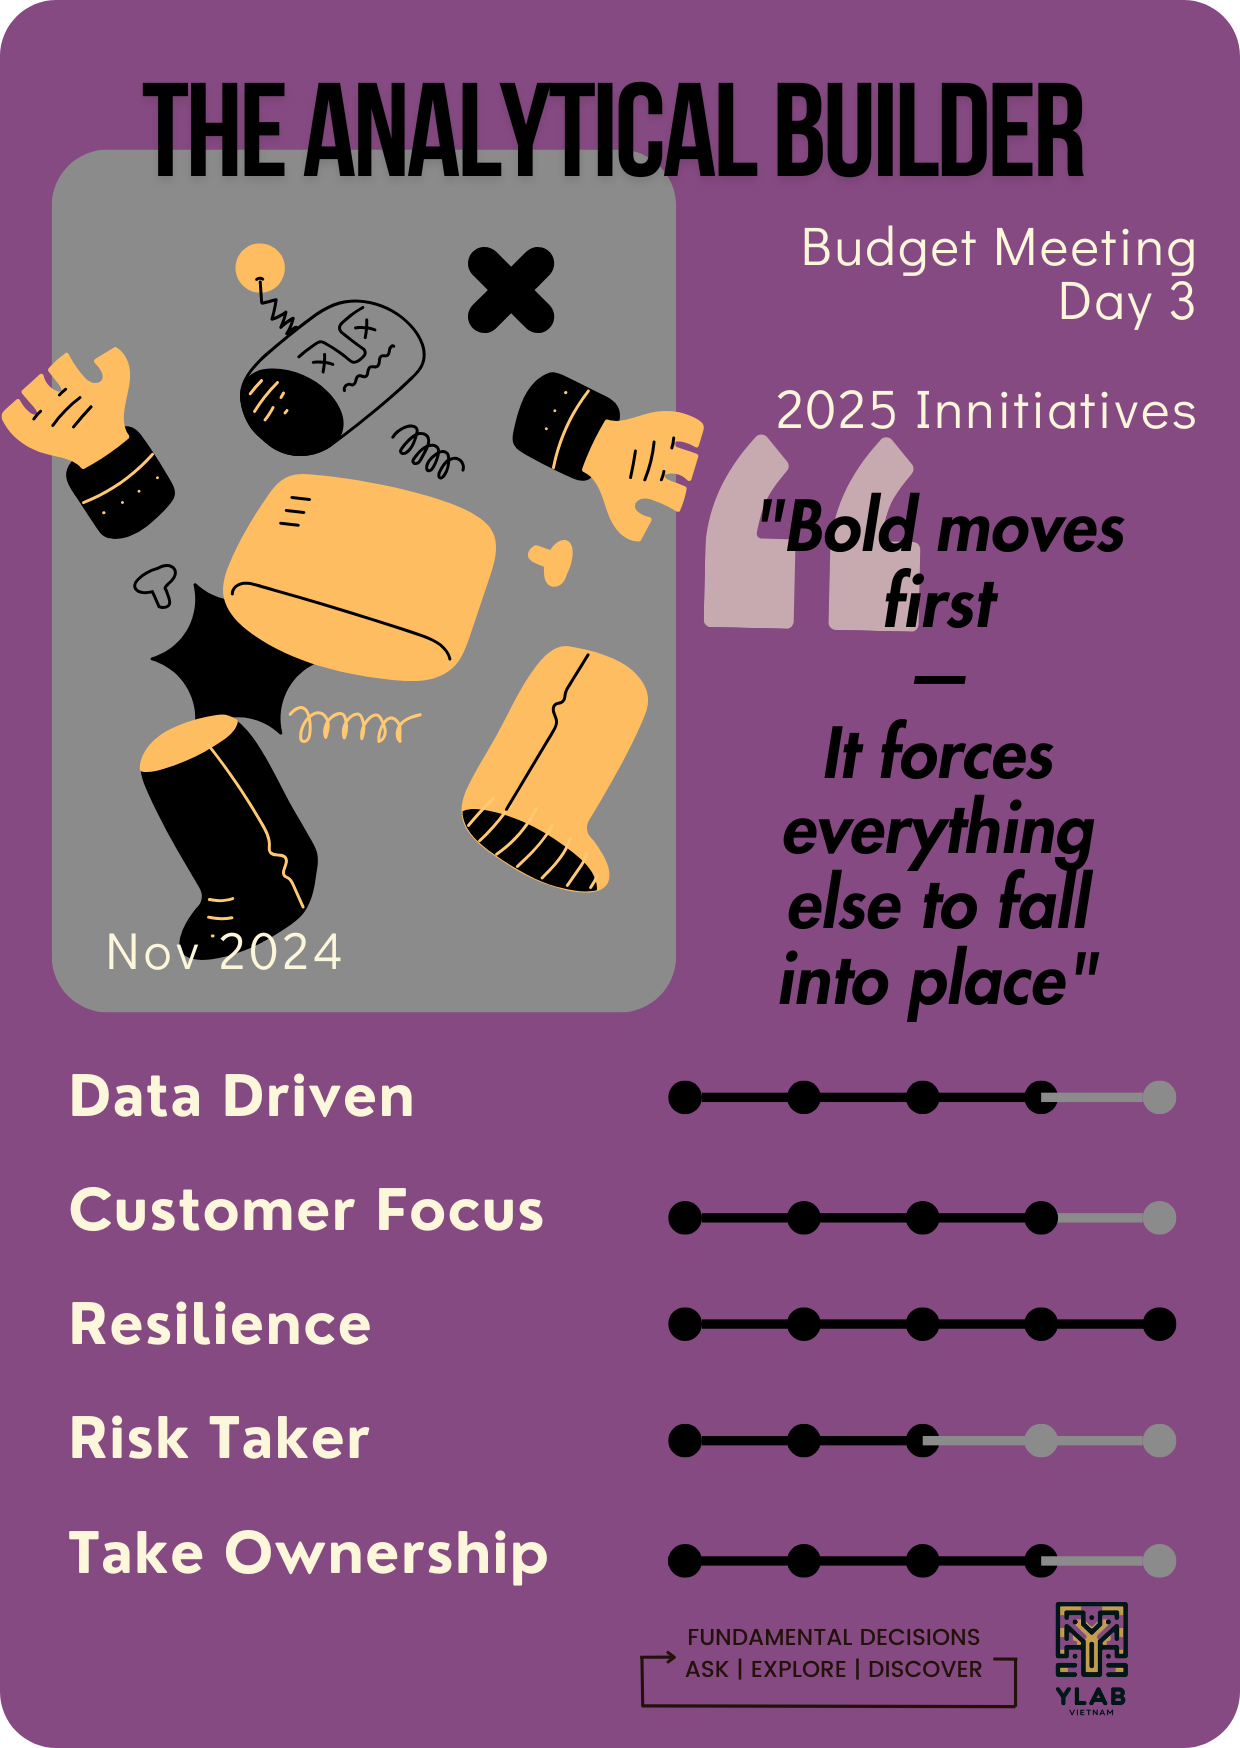 THE ANALYTICAL BUILDER
Budget Meeting
Day 3
2025 Innitiatives
"Bold moves
first
—
It forces
everything
else to fall
into place"
Nov 2024
Data Driven
Customer Focus
Resilience
Risk Taker
Take Ownership
FUNDAMENTAL DECISIONS
ASK | EXPLORE | DISCOVER
YLAB
VIETNAM